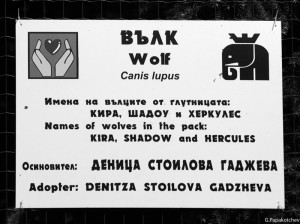 ВЪЛК
Wolf
Canis lupus
Имена на вълците от глутницата:
КИРА, ШАДОУ и ХЕРКУЛЕС
Names of wolves in the pack:
KIRA, SHADOW and HERCULES
Осиновител: ДЕНИЦА СТОИЛОВА ГАДЖЕВА
Adopter: DENITZA STOILOVA GADZHEVA
G.Papakotchev